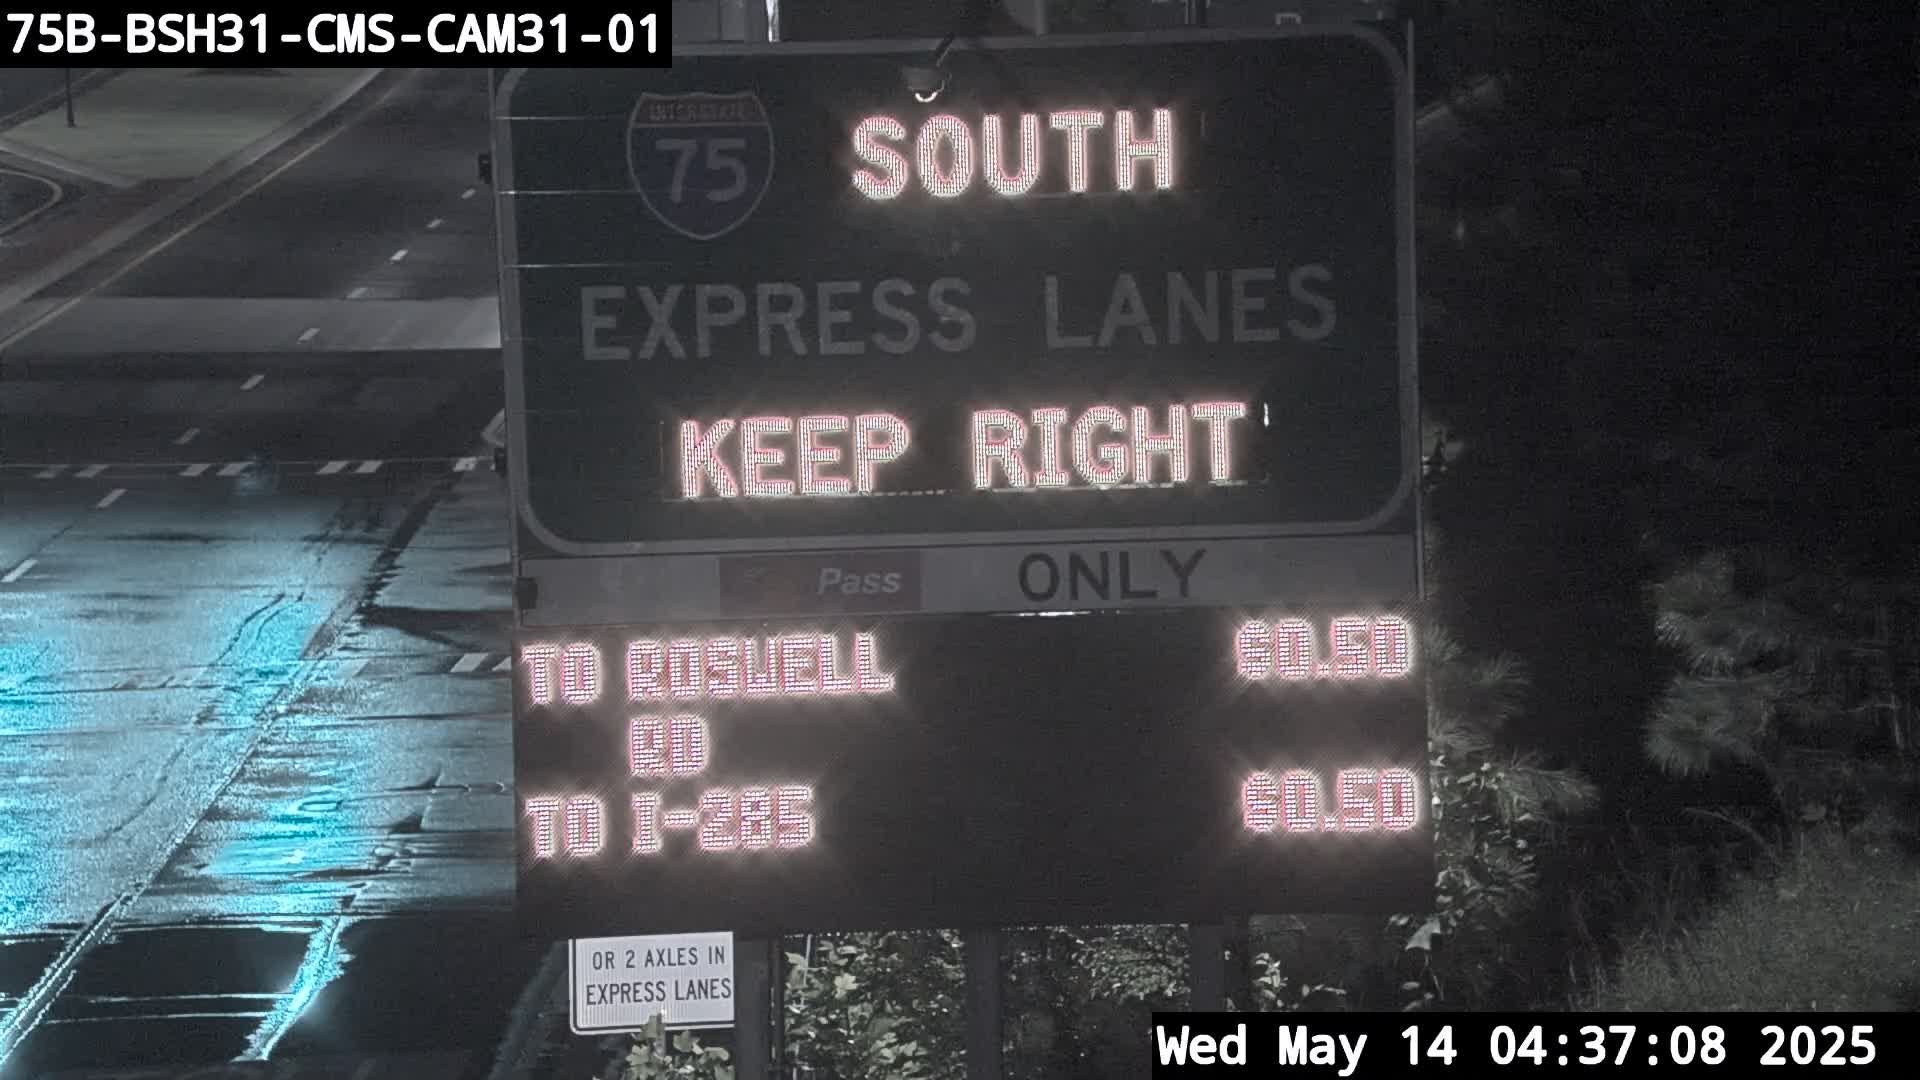 75B-BSH31-CMS-CAM31-01
INTERSTATE
75
SOUTH
EXPRESS LANES
KEEP RIGHT
Pass ONLY
TO ROSWELL $0.50
RD
TO I-285 $0.50
OR 2 AXLES IN
EXPRESS LANES
Wed May 14 04:37:08 2025